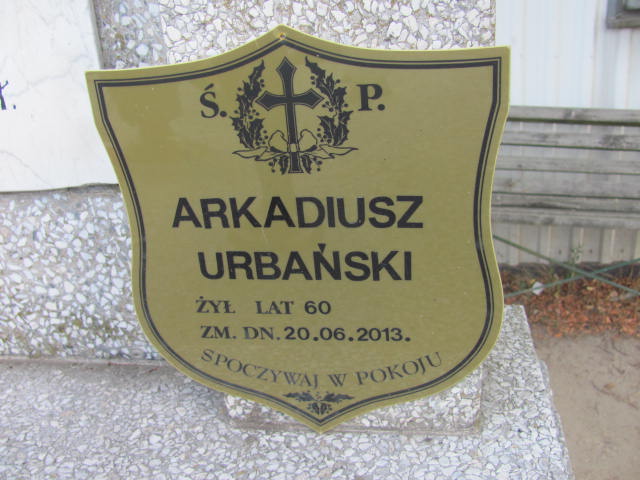 Ś. P.
ARKADIUSZ
URBAŃSKI
ŻYŁ LAT 60
ZM. DN. 20.06.2013.
SPOCZYWAJ W POKOJU